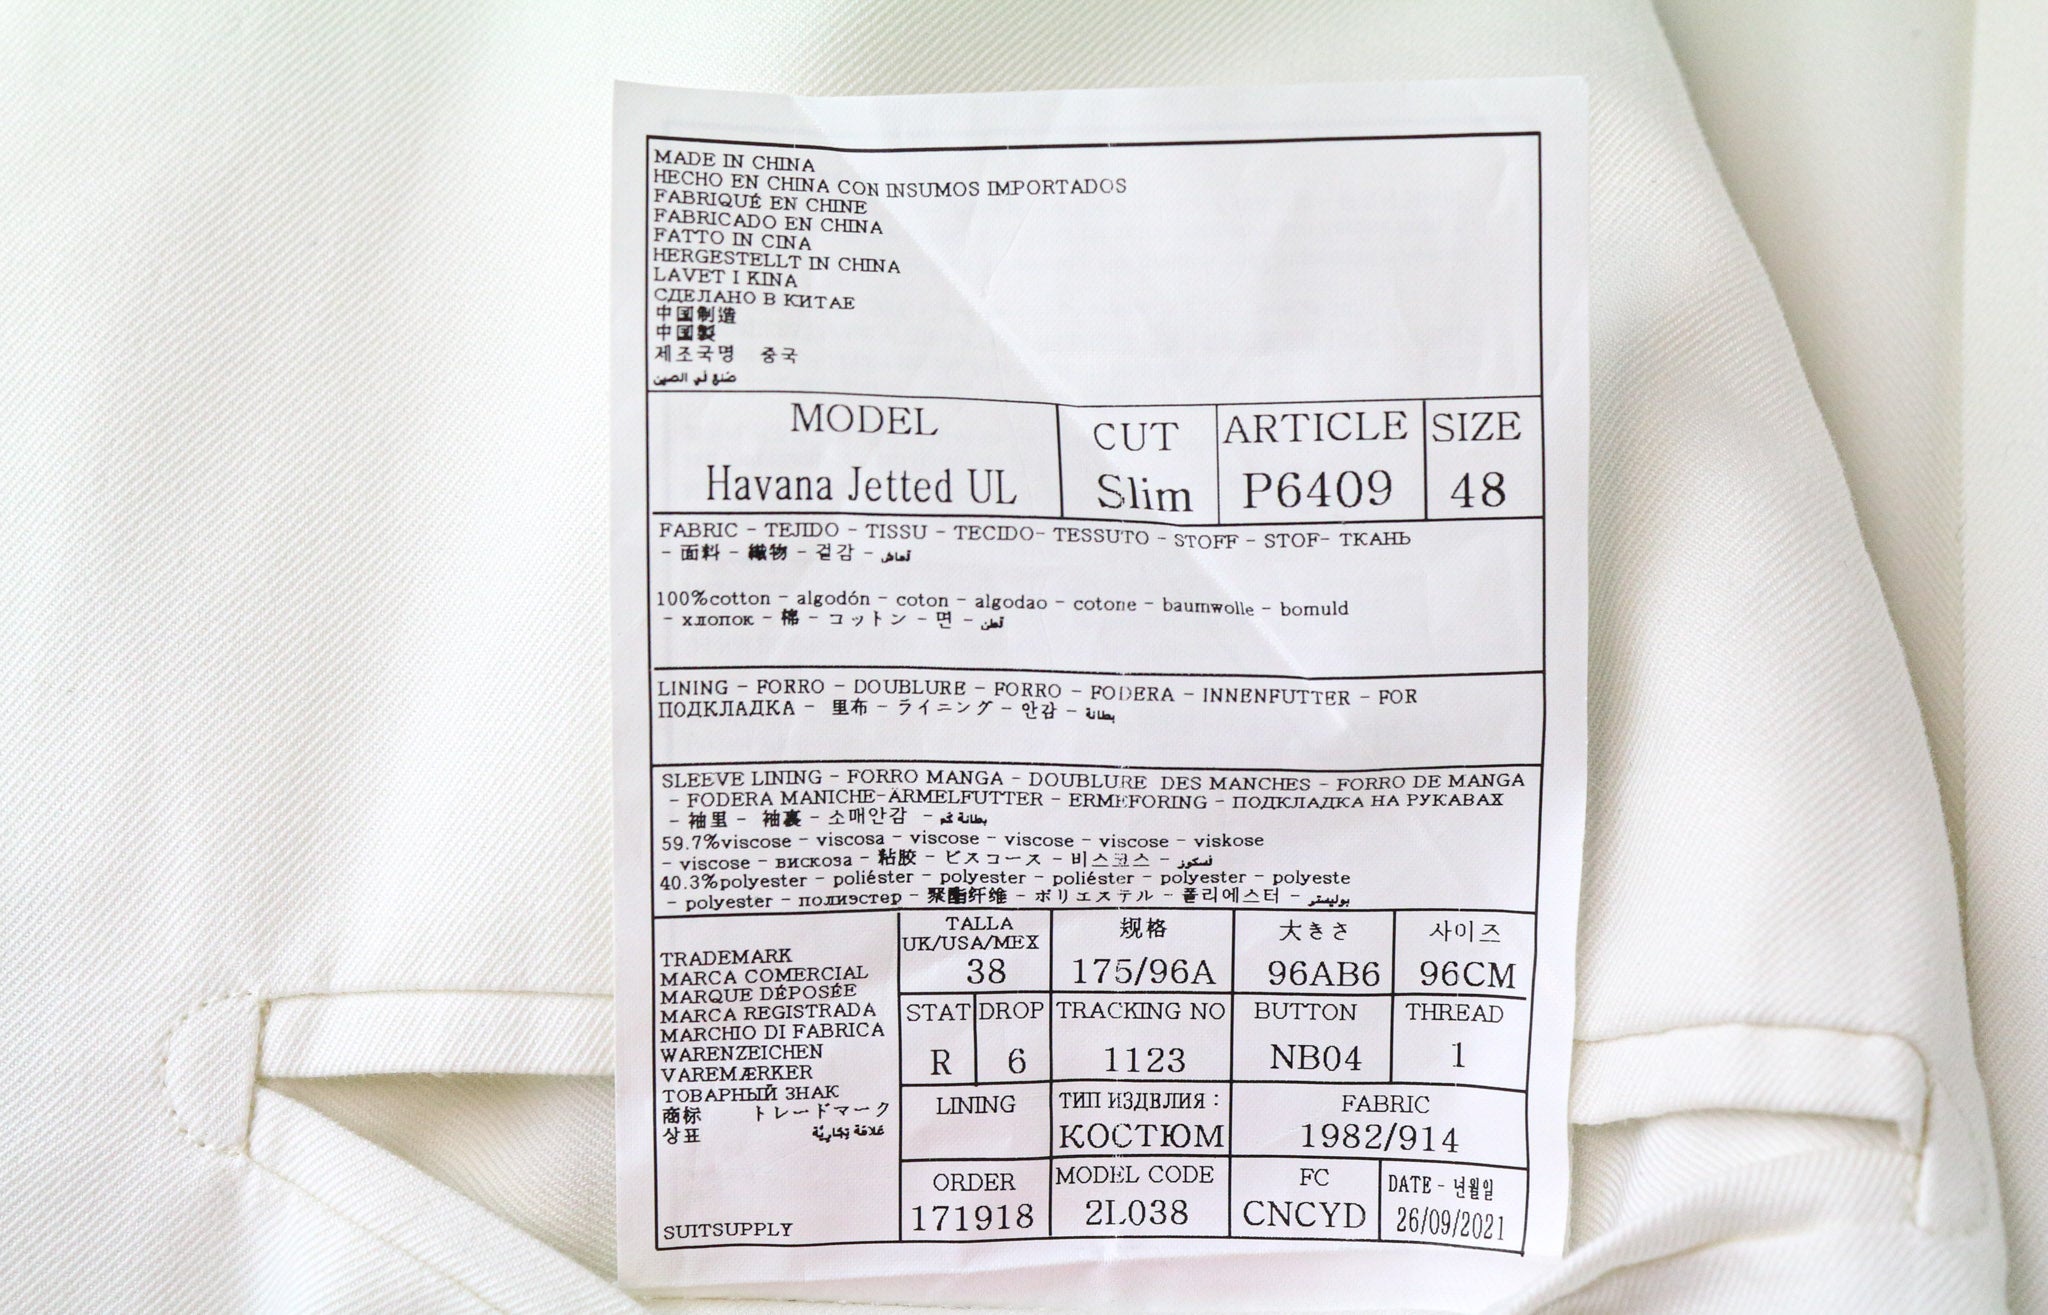 MADE IN CHINA
HECHO EN CHINA CON INSUMOS IMPORTADOS
FABRIQUÉ EN CHINE
FABRICADO EN CHINA
FATTO IN CINA
HERGESTELLT IN CHINA
LAVET I KINA
СДЕЛАНО В КИТАЕ
中国制造
中国製
제조국명 중국
صنع في الصين
MODEL
Havana Jetted UL
CUT
Slim
ARTICLE
P6409
SIZE
48
FABRIC - TEJIDO - TISSU - TECIDO- TESSUTO - STOFF - STOF- ТКАНЬ
- 面料 - 織物 - 겉감 - قماش
100%cotton - algodón - coton - algodao - cotone - baumwolle - bomuld
- хлопок - 棉 - コットン - 면 - قطن
LINING - FORRO - DOUBLURE - FORRO - FODERA - INNENFUTTER - FOR
ПОДКЛАДКА - 里布 - ライニング - 안감 - بطانة
SLEEVE LINING - FORRO MANGA - DOUBLURE DES MANCHES - FORRO DE MANGA
- FODERA MANICHE-ÄRMELFUTTER - ERMEFORING - ПОДКЛАДКА НА РУКАВАХ
- 袖里 - 袖裏 - 소매안감 - بطانة كم
59.7%viscose - viscosa - viscose - viscose - viscose - viskose
- viscose - вискоза - 粘胶 - ビスコース - 비스코스 - فسكوز
40.3%polyester - poliéster - polyester - poliéster - polyester - polyeste
- polyester - полиэстер - 聚酯纤维 - ポリエステル - 폴리에스터 - بوليستر
TRADEMARK
MARCA COMERCIAL
MARQUE DÉPOSÉE
MARCA REGISTRADA
MARCHIO DI FABRICA
WARENZEICHEN
VAREMÆRKER
ТОВАРНЫЙ ЗНАК
商标 トレードマーク
상표 علامة تجارية
SUITSUPPLY
TALLA
UK/USA/MEX
38
规格
175/96A
大きさ
96AB6
사이즈
96CM
STAT
R
DROP
6
TRACKING NO
1123
BUTTON
NB04
THREAD
1
LINING
ТИП ИЗДЕЛИЯ :
КОСТЮМ
FABRIC
1982/914
ORDER
171918
MODEL CODE
2L038
FC
CNCYD
DATE - 년월일
26/09/2021